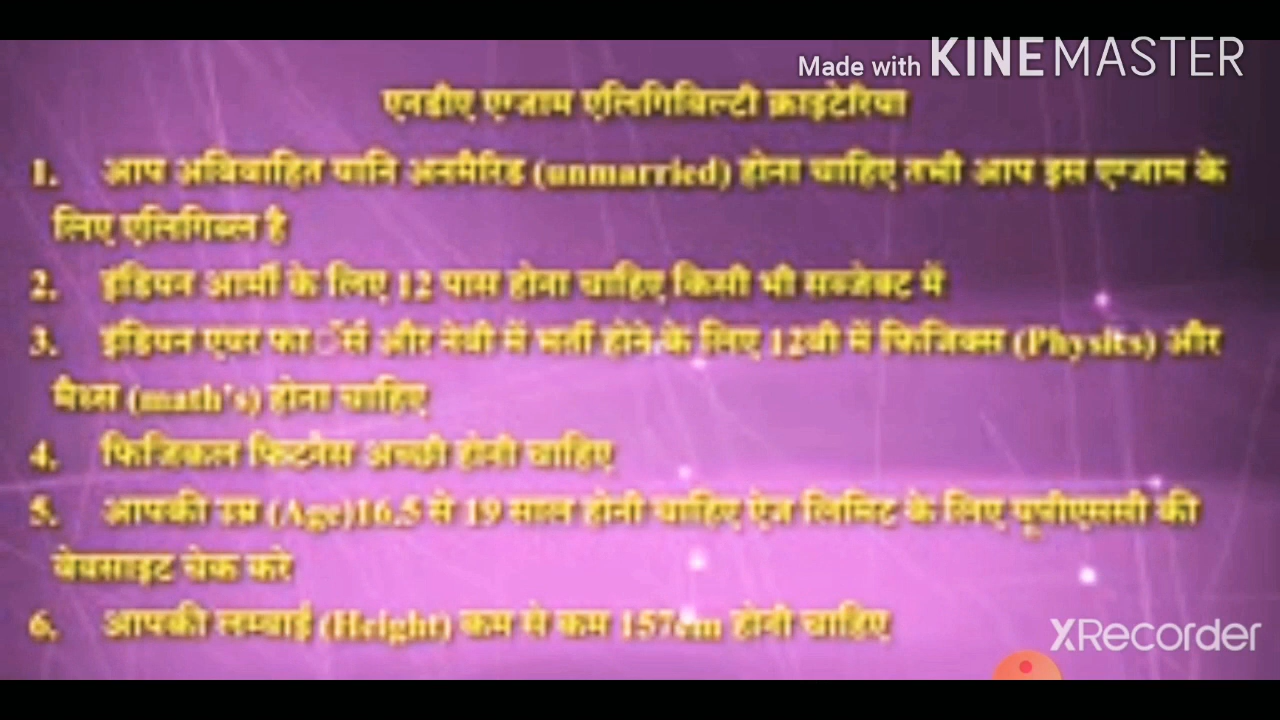 Made with KINEMASTER
एनडीए एग्जाम एलिगिबिल्टी क्राइटेरिया
1. आप अविवाहित यानि अनमैरिड (unmarried) होना चाहिए तभी आप इस एग्जाम के
लिए एलिगिब्ल है
2. इंडियन आर्मी के लिए 12 पास होना चाहिए किसी भी सब्जेक्ट में
3. इंडियन एयर फाॅर्स और नेवी में भर्ती होने के लिए 12वी में फिजिक्स (Physics) और
मैथ्स (math's) होना चाहिए
4. फिजिकल फिटनेस अच्छी होनी चाहिए
5. आपकी उम्र (Age)16.5 से 19 साल होनी चाहिए ऐज लिमिट के लिए यूपीएससी की
वेबसाइट चेक करे
6. आपकी लम्बाई (Height) कम से कम 157cm होनी चाहिए
XRecorder